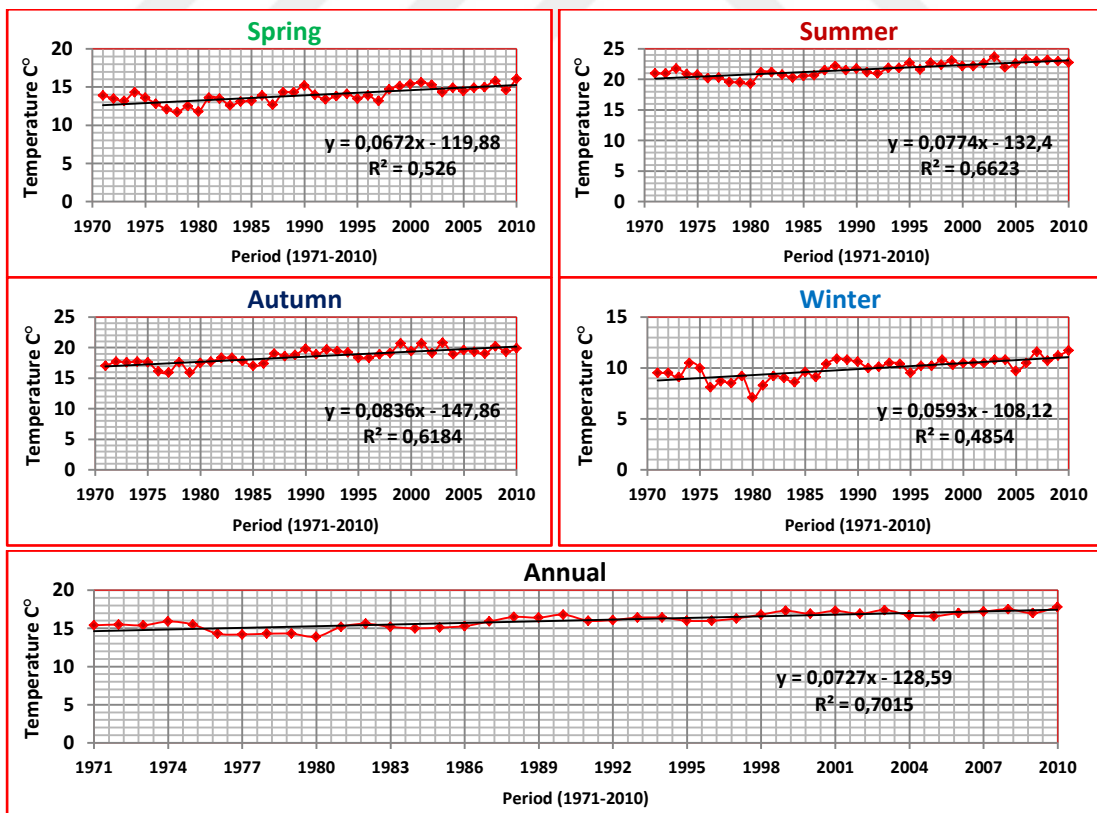 Spring
Temperature C°
20
15
10
5
0
y = 0,0672x - 119,88
R² = 0,526
1970 1975 1980 1985 1990 1995 2000 2005 2010
Period (1971-2010)
Summer
Temperature C°
25
20
15
10
5
0
y = 0,0774x - 132,4
R² = 0,6623
1970 1975 1980 1985 1990 1995 2000 2005 2010
Period (1971-2010)
Autumn
Temperature C°
25
20
15
10
5
0
y = 0,0836x - 147,86
R² = 0,6184
1970 1975 1980 1985 1990 1995 2000 2005 2010
Period (1971-2010)
Winter
Temperature C°
15
10
5
0
y = 0,0593x - 108,12
R² = 0,4854
1970 1975 1980 1985 1990 1995 2000 2005 2010
Period (1971-2010)
Annual
Temperature C°
20
15
10
5
0
y = 0,0727x - 128,59
R² = 0,7015
1971 1974 1977 1980 1983 1986 1989 1992 1995 1998 2001 2004 2007 2010
Period (1971-2010)